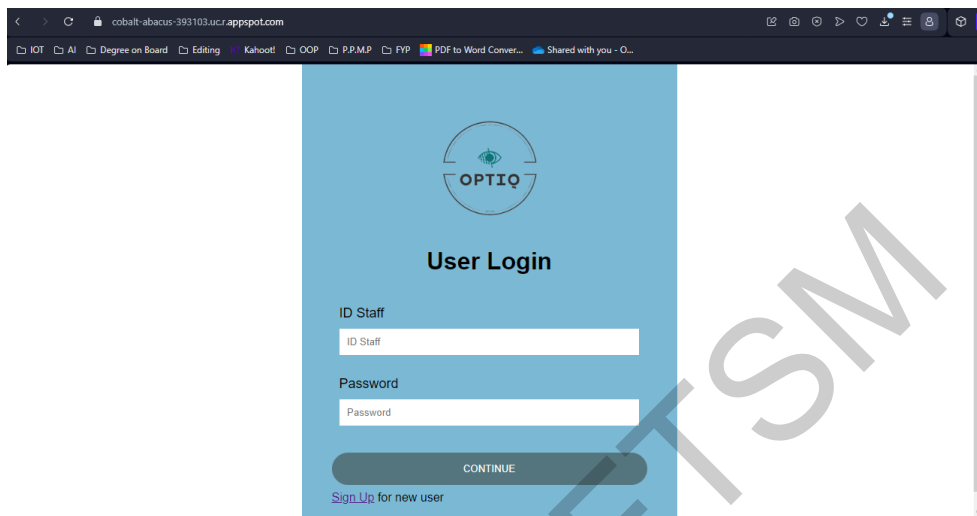 cobalt-abacus-393103.uc.r.appspot.com
IOT AI Degree on Board Editing Kahoot! OOP P.P.M.P FYP PDF to Word Conver... Shared with you - O...
OPTIQ
User Login
ID Staff
ID Staff
Password
Password
CONTINUE
Sign Up for new user
ETSM